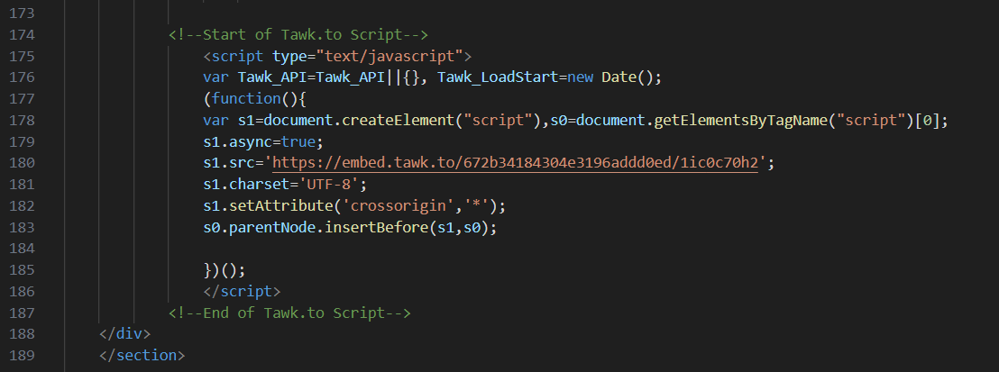 173
174 <!--Start of Tawk.to Script-->
175 <script type="text/javascript">
176 var Tawk_API=Tawk_API||{}, Tawk_LoadStart=new Date();
177 (function(){
178 var s1=document.createElement("script"),s0=document.getElementsByTagName("script")[0];
179 s1.async=true;
180 s1.src='https://embed.tawk.to/672b34184304e3196addd0ed/1ic0c70h2';
181 s1.charset='UTF-8';
182 s1.setAttribute('crossorigin','*');
183 s0.parentNode.insertBefore(s1,s0);
184
185 })();
186 </script>
187 <!--End of Tawk.to Script-->
188 </div>
189 </section>